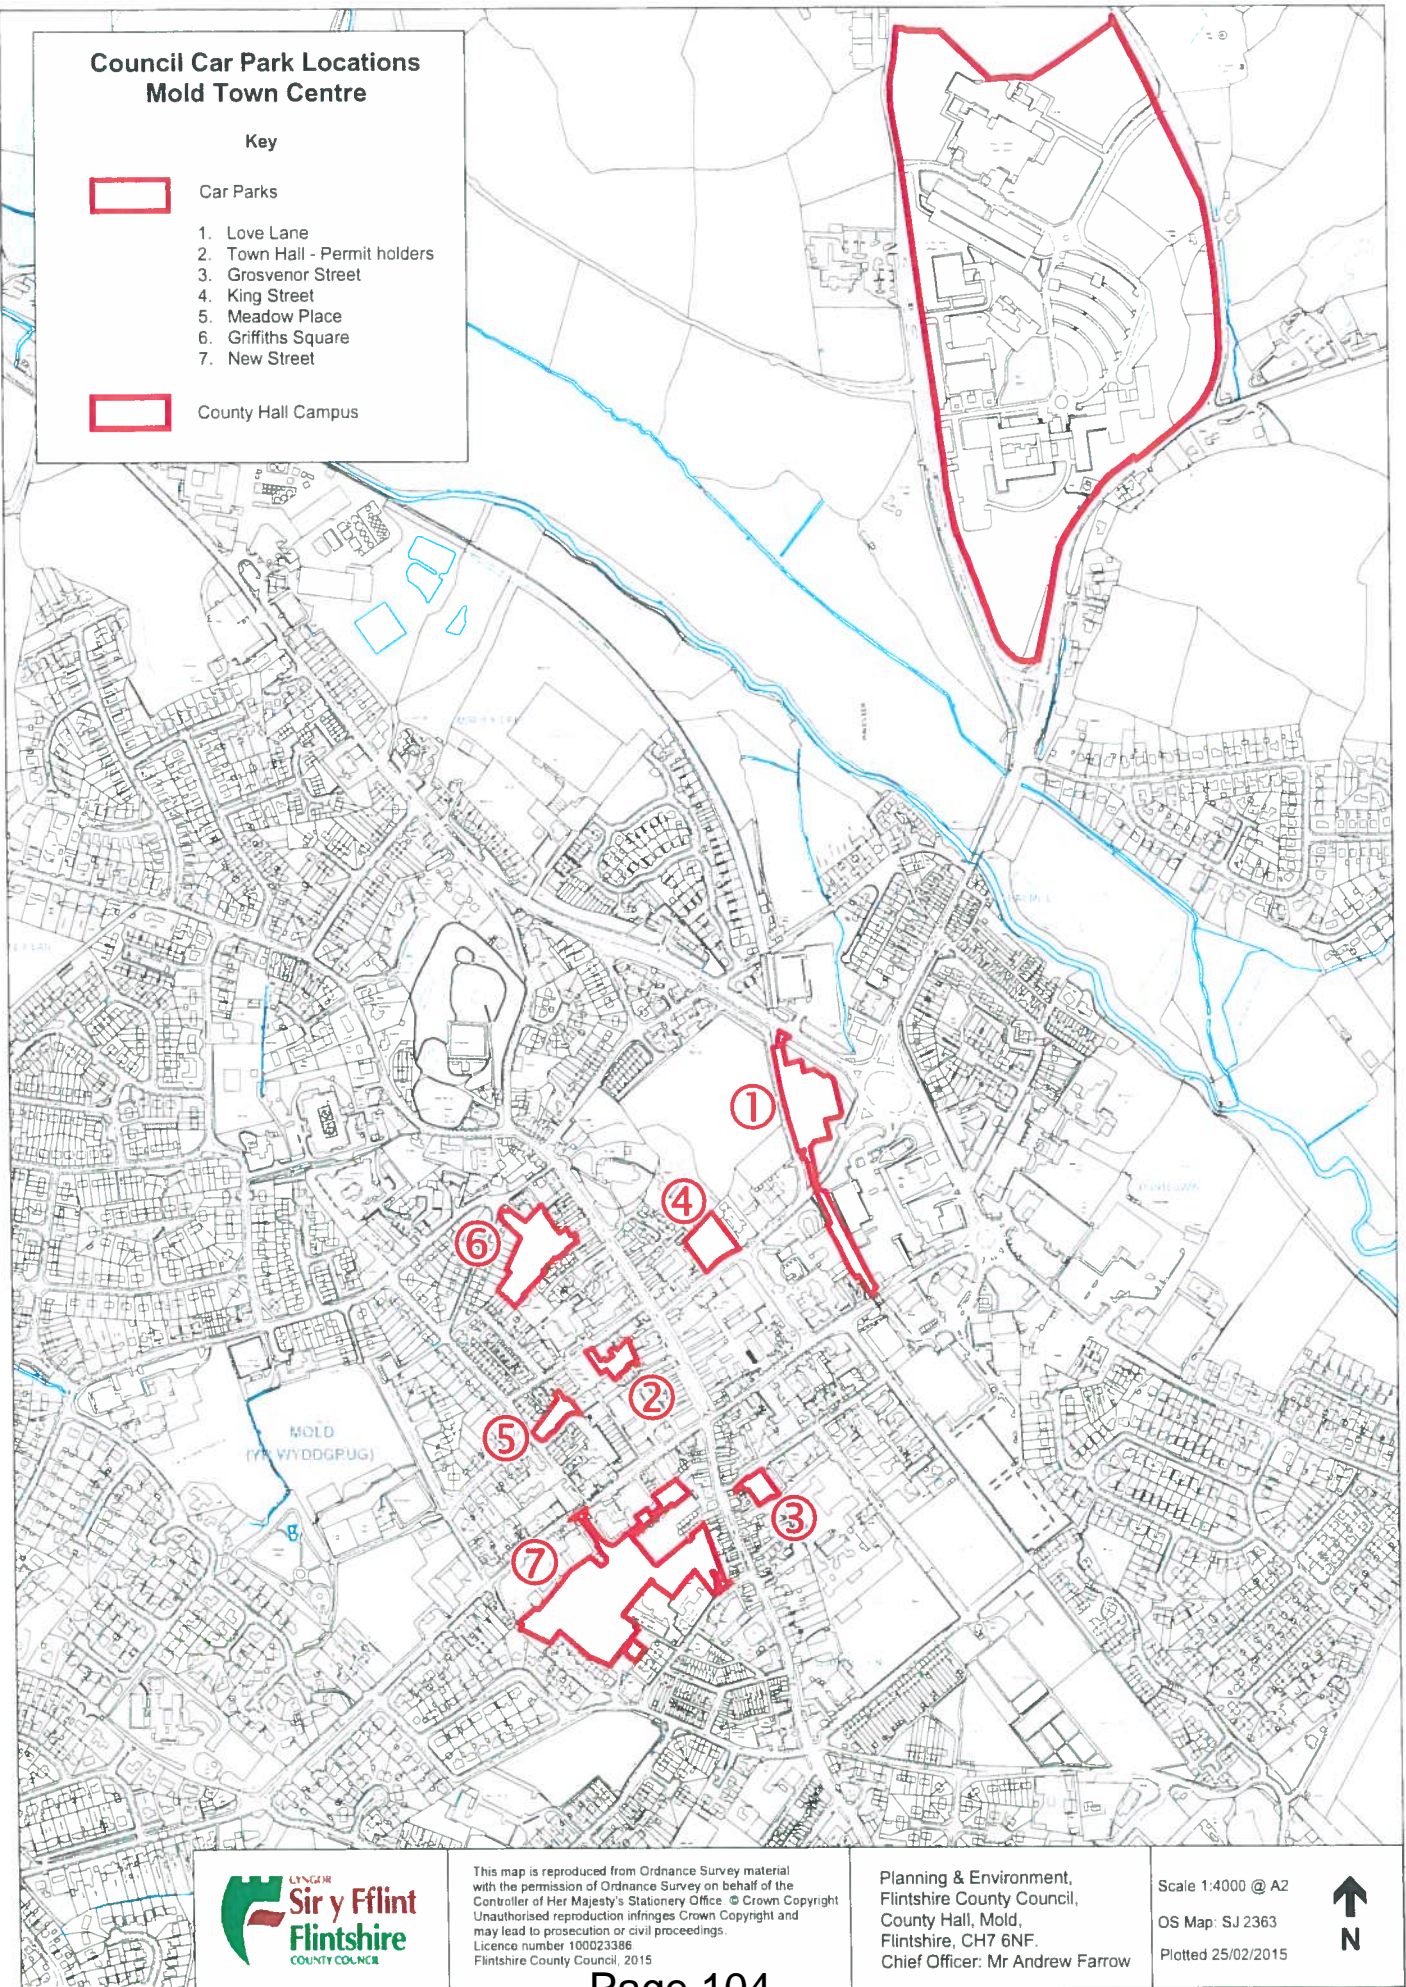 Council Car Park Locations
Mold Town Centre
Key
Car Parks
1. Love Lane
2. Town Hall - Permit holders
3. Grosvenor Street
4. King Street
5. Meadow Place
6. Griffiths Square
7. New Street
County Hall Campus
1
4
6
2
5
MOLD
(YR WYDDGRUG)
3
7
CYNGOR
Sir y Fflint
Flintshire
COUNTY COUNCIL
This map is reproduced from Ordnance Survey material
with the permission of Ordnance Survey on behalf of the
Controller of Her Majesty's Stationery Office © Crown Copyright
Unauthorised reproduction infringes Crown Copyright and
may lead to prosecution or civil proceedings.
Licence number 100023386
Flintshire County Council, 2015
Planning & Environment,
Flintshire County Council,
County Hall, Mold,
Flintshire, CH7 6NF.
Chief Officer: Mr Andrew Farrow
Scale 1:4000 @ A2
OS Map: SJ 2363
Plotted 25/02/2015
N
Page 104